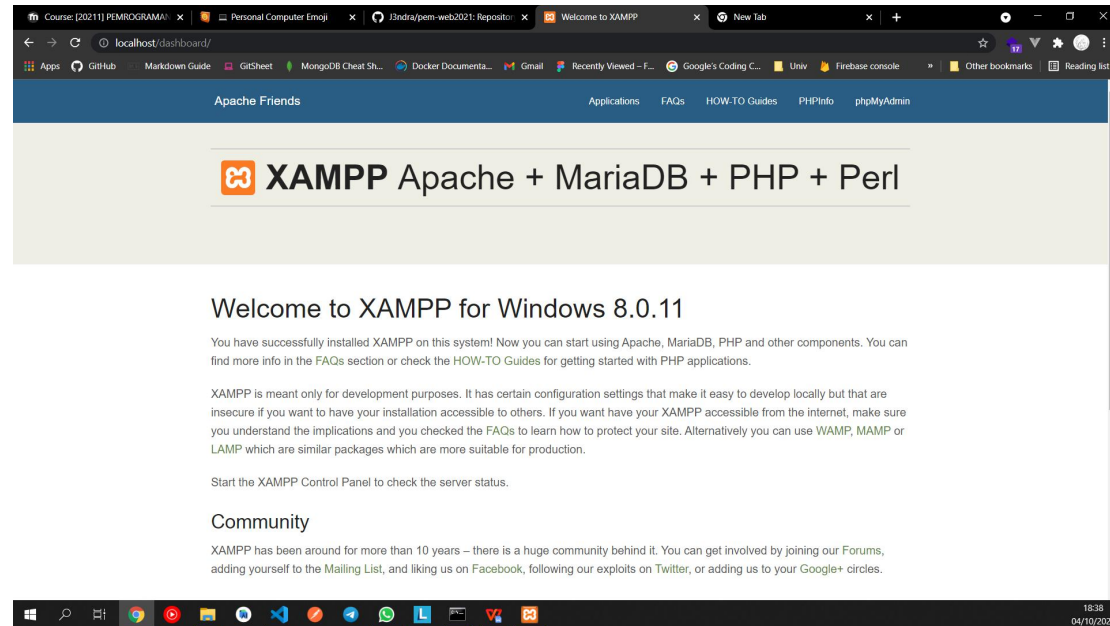 Course: [20211] PEMROGRAMAN
Personal Computer Emoji
J3ndra/pem-web2021: Repositor
Welcome to XAMPP
New Tab
localhost/dashboard/
17
Apps
GitHub
Markdown Guide
GitSheet
MongoDB Cheat Sh...
Docker Documenta...
Gmail
Recently Viewed – F...
Google's Coding C...
Univ
Firebase console
»
Other bookmarks
Reading list
Apache Friends
Applications
FAQs
HOW-TO Guides
PHPInfo
phpMyAdmin
XAMPP Apache + MariaDB + PHP + Perl
Welcome to XAMPP for Windows 8.0.11
You have successfully installed XAMPP on this system! Now you can start using Apache, MariaDB, PHP and other components. You can
find more info in the FAQs section or check the HOW-TO Guides for getting started with PHP applications.
XAMPP is meant only for development purposes. It has certain configuration settings that make it easy to develop locally but that are
insecure if you want to have your installation accessible to others. If you want have your XAMPP accessible from the internet, make sure
you understand the implications and you checked the FAQs to learn how to protect your site. Alternatively you can use WAMP, MAMP or
LAMP which are similar packages which are more suitable for production.
Start the XAMPP Control Panel to check the server status.
Community
XAMPP has been around for more than 10 years – there is a huge community behind it. You can get involved by joining our Forums,
adding yourself to the Mailing List, and liking us on Facebook, following our exploits on Twitter, or adding us to your Google+ circles.
18:38
04/10/202